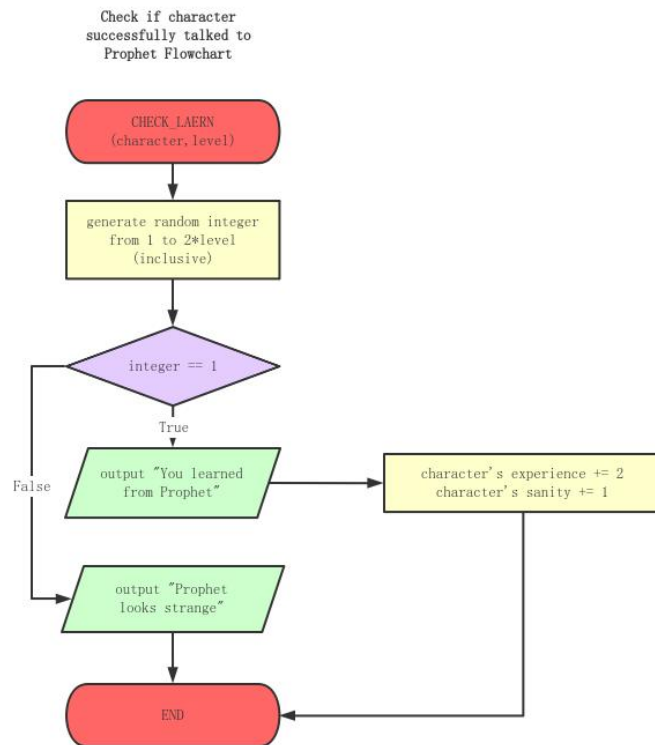 Check if character
successfully talked to
Prophet Flowchart
CHECK_LAERN
(character,level)
generate random integer
from 1 to 2*level
(inclusive)
integer == 1
True
False
output "You learned
from Prophet"
character's experience += 2
character's sanity += 1
output "Prophet
looks strange"
END